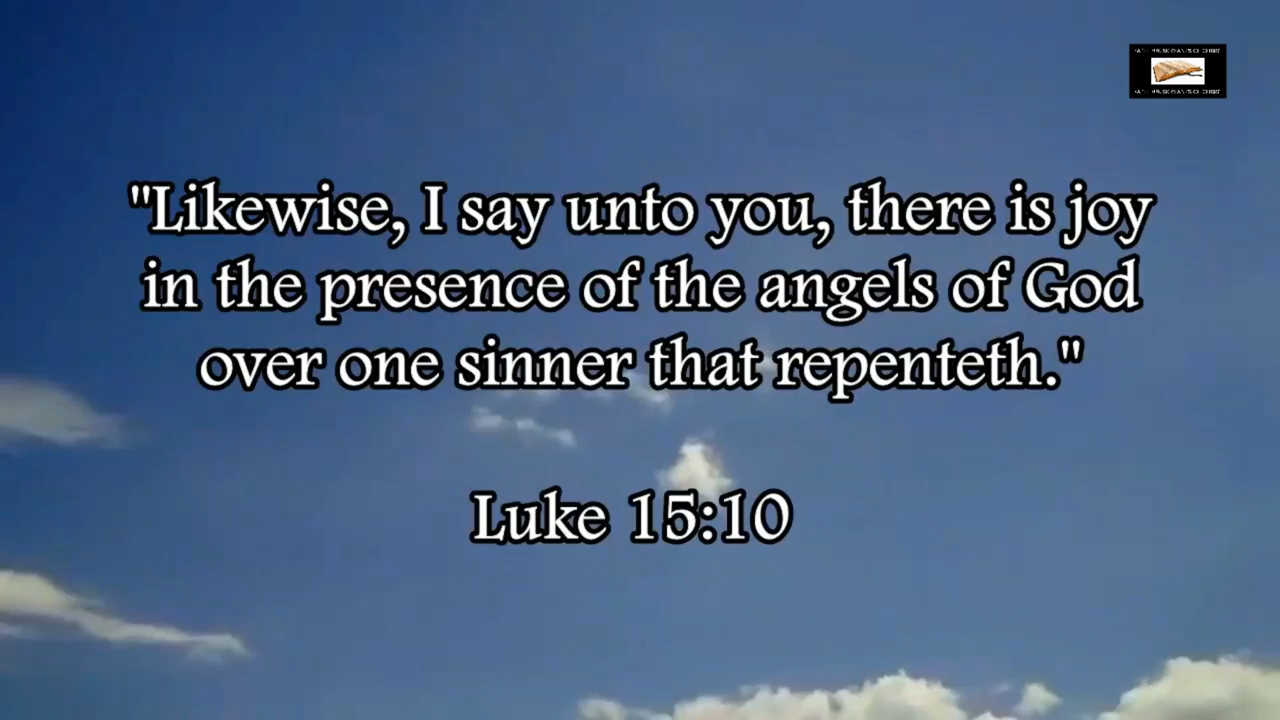 "Likewise, I say unto you, there is joy
in the presence of the angels of God
over one sinner that repenteth."
Luke 15:10